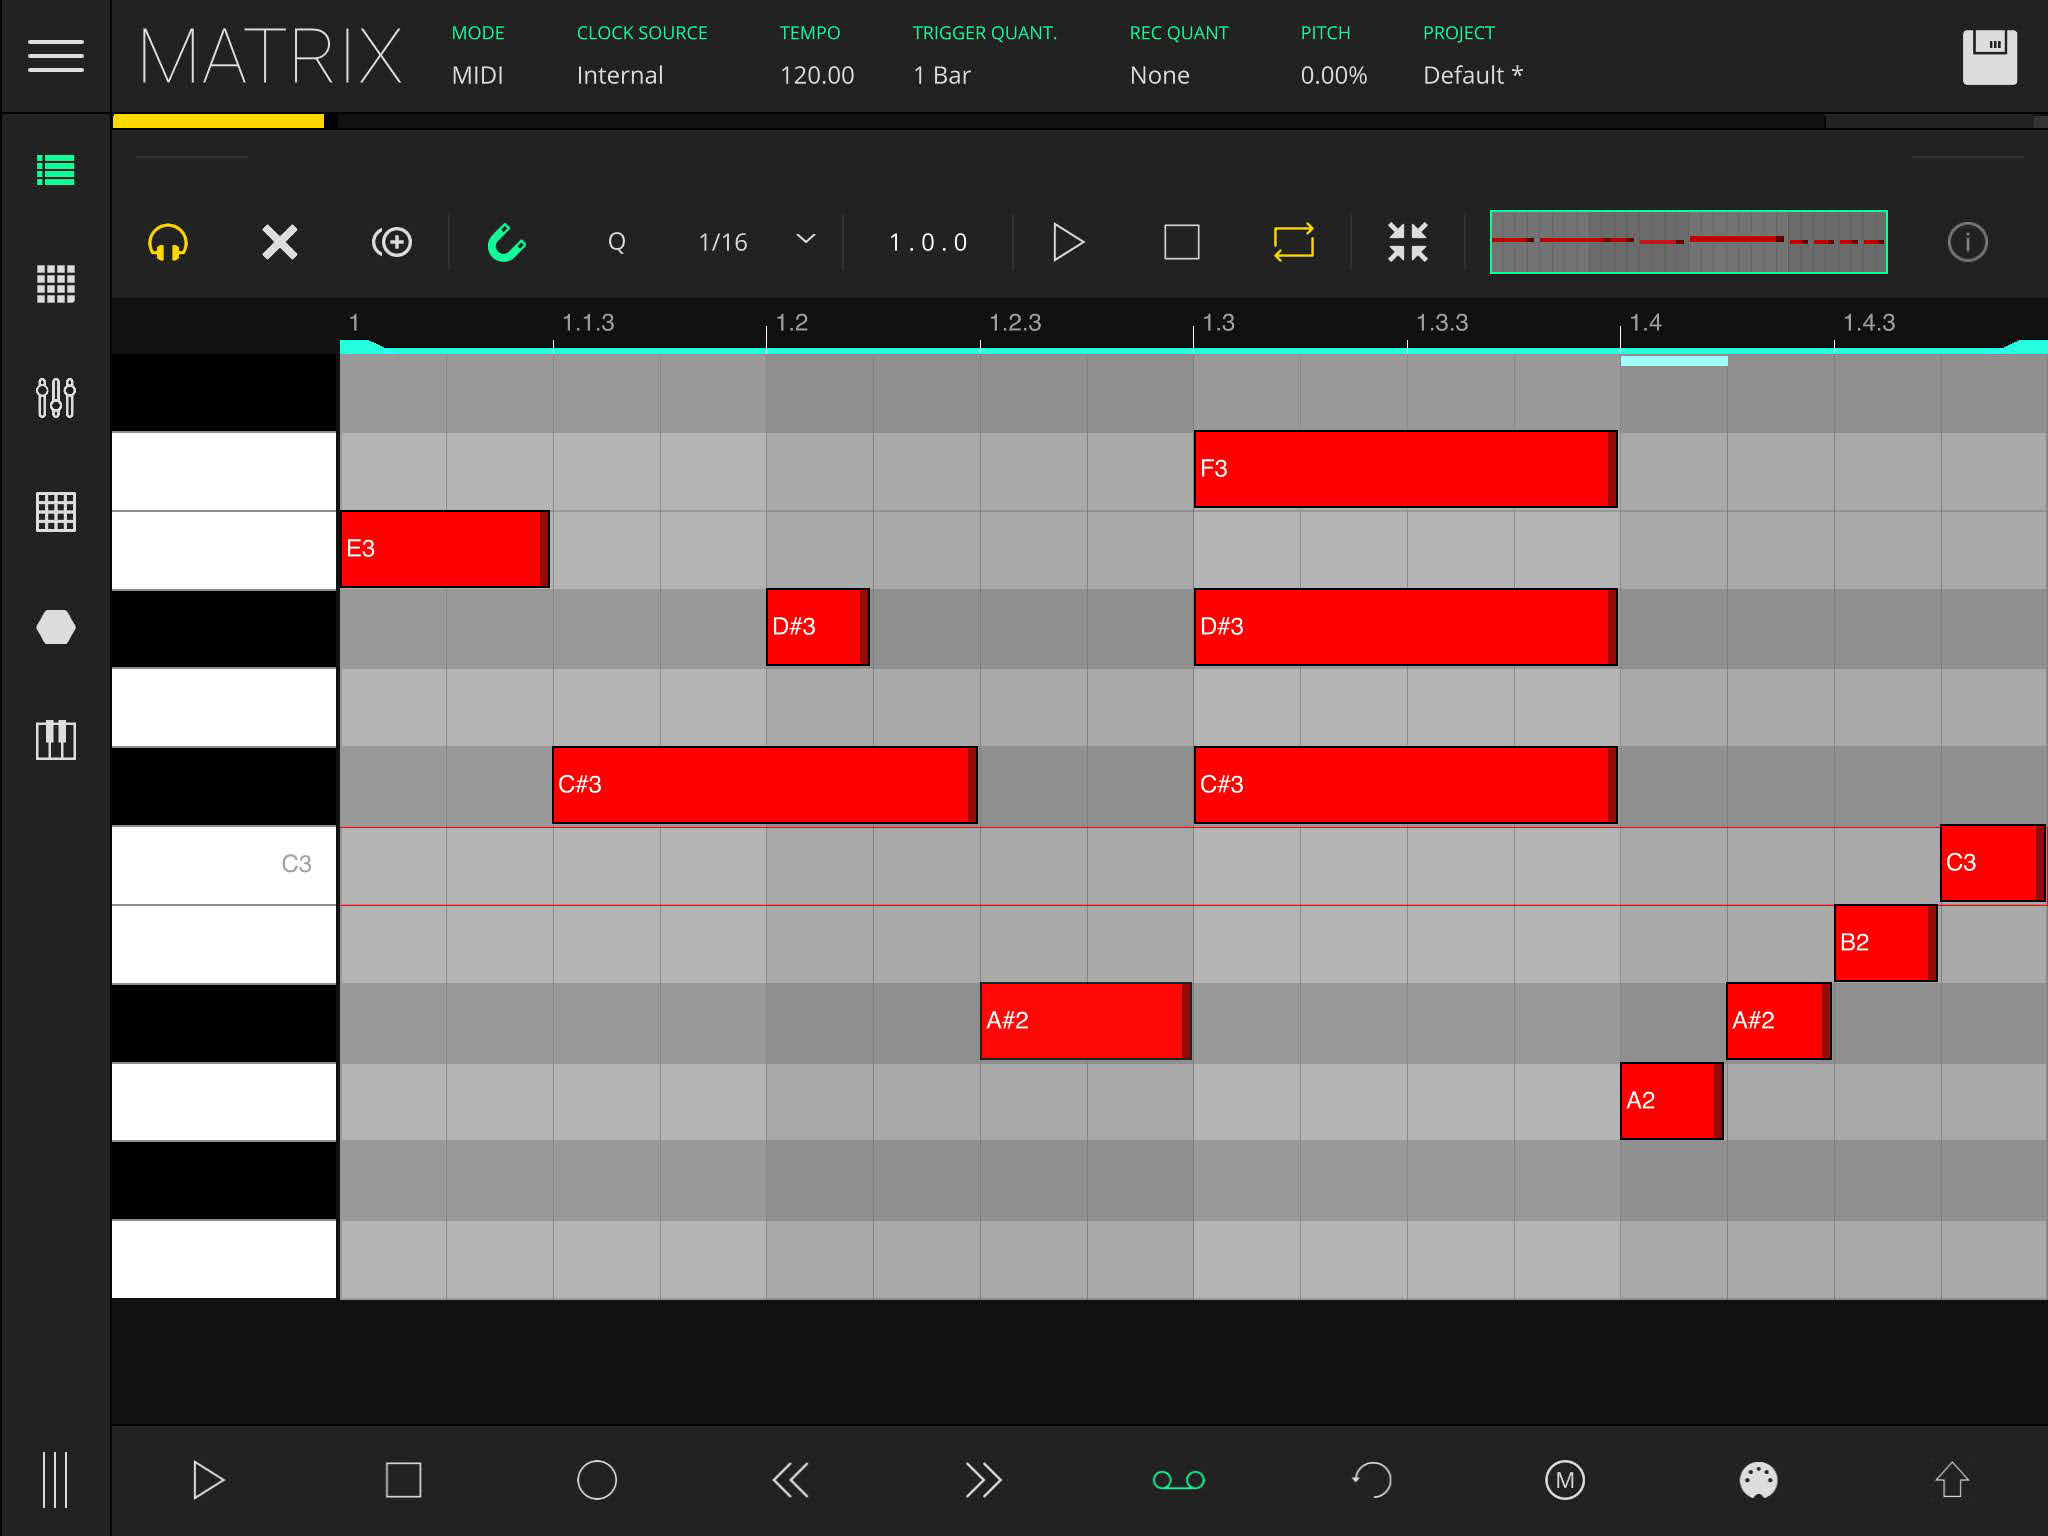 MATRIX
MODE CLOCK SOURCE TEMPO TRIGGER QUANT. REC QUANT PITCH PROJECT
MIDI Internal 120.00 1 Bar None 0.00% Default *
Q 1/16 1.0.0 i
1 1.1.3 1.2 1.2.3 1.3 1.3.3 1.4 1.4.3
F3
E3
D#3 D#3
C#3 C#3
C3 C3
B2
A#2 A#2
A2
M